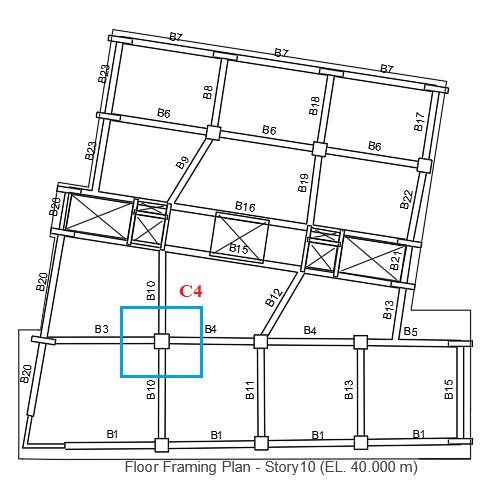 B7
B7
B7
B23
B8
B18
B17
B6
B6
B6
B23
B9
B19
B22
B20
B16
B15
B21
B20
B10
C4
B12
B13
B3
B4
B4
B5
B20
B10
B11
B13
B15
B1
B1
B1
B1
Floor Framing Plan - Story10 (EL. 40.000 m)